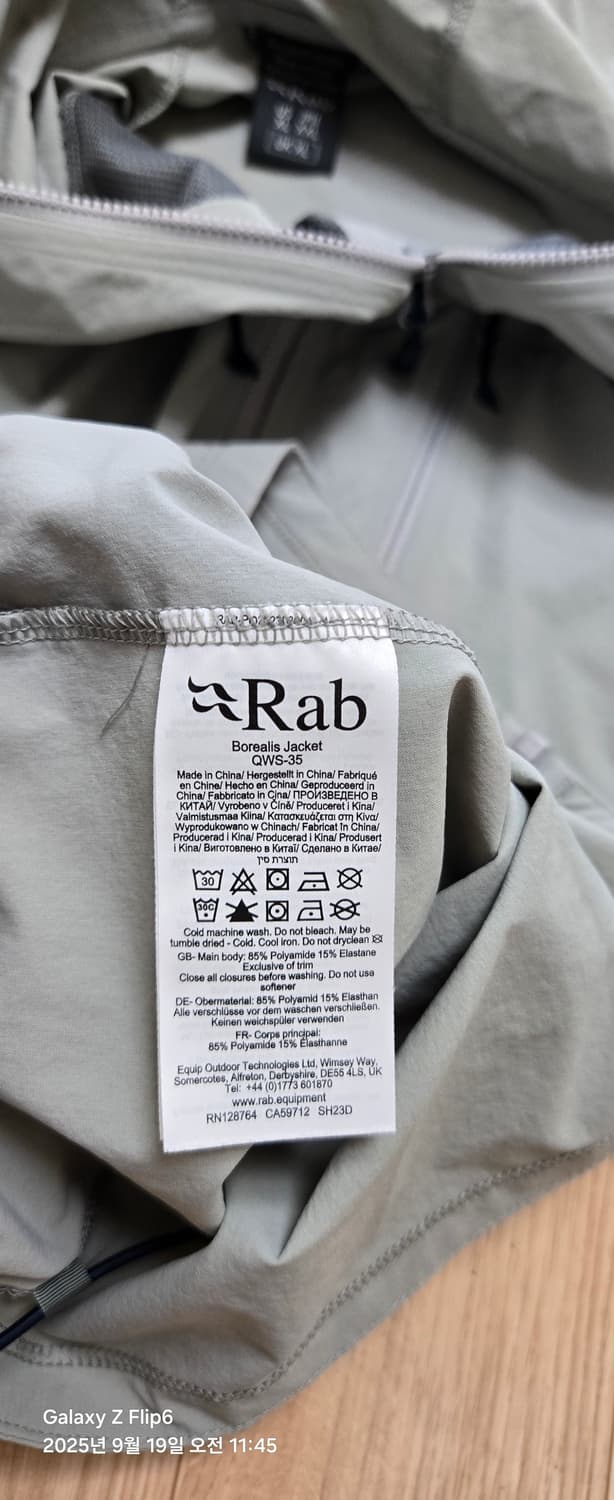 Rab
Borealis Jacket
QWS-35
Made in China/ Hergestellt in China/ Fabriqué
en Chine/ Hecho en China/ Geproduceerd in
China/ Fabbricato in Cina/ ПРОИЗВЕДЕНО В
КИТАЙ/ Vyrobeno v Číně/ Produceret i Kina/
Valmistusmaa Kiina/ Κατασκευάζεται στη Κίνα/
Wyprodukowano w Chinach/ Fabricat în China/
Producerad i Kina/ Producerad i Kina/ Produsert
i Kina/ Виготовлено в Китаї/ Сделано в Китае/
תוצרת סין
30
30C
Cold machine wash. Do not bleach. May be
tumble dried - Cold. Cool iron. Do not dryclean
GB- Main body: 85% Polyamide 15% Elastane
Exclusive of trim
Close all closures before washing. Do not use
softener
DE- Obermaterial: 85% Polyamid 15% Elasthan
Alle verschlüsse vor dem waschen verschließen.
Keinen weichspüler verwenden
FR- Corps principal:
85% Polyamide 15% Élasthanne
Equip Outdoor Technologies Ltd, Wimsey Way,
Somercotes, Alfreton, Derbyshire, DE55 4LS, UK
Tel: +44 (0)1773 601870
www.rab.equipment
RN128764 CA59712 SH23D
Galaxy Z Flip6
2025년 9월 19일 오전 11:45